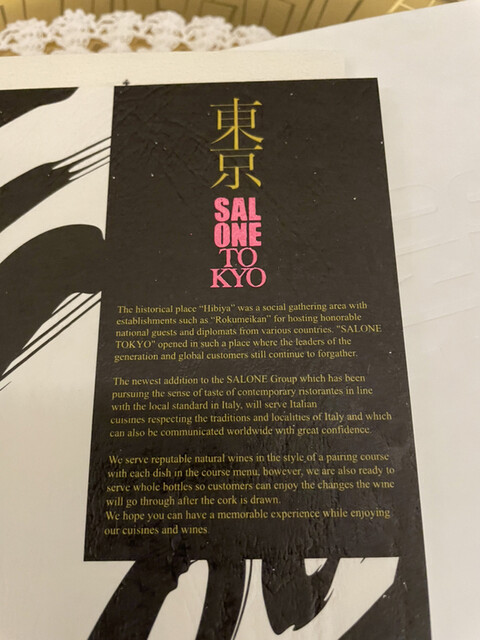 東京
SAL
ONE
TO
KYO
The historical place "Hibiya" was a social gathering area with
establishments such as "Rokumeikan" for hosting honorable
national guests and diplomats from various countries. "SALONE
TOKYO" opened in such a place where the leaders of the
generation and global customers still continue to forgather.
The newest addition to the SALONE Group which has been
pursuing the sense of taste of contemporary ristorantes in line
with the local standard in Italy, will serve Italian
cuisines respecting the traditions and localities of Italy and which
can also be communicated worldwide with great confidence.
We serve reputable natural wines in the style of a pairing course
with each dish in the course menu, however, we are also ready to
serve whole bottles so customers can enjoy the changes the wine
will go through after the cork is drawn.
We hope you can have a memorable experience while enjoying
our cuisines and wines